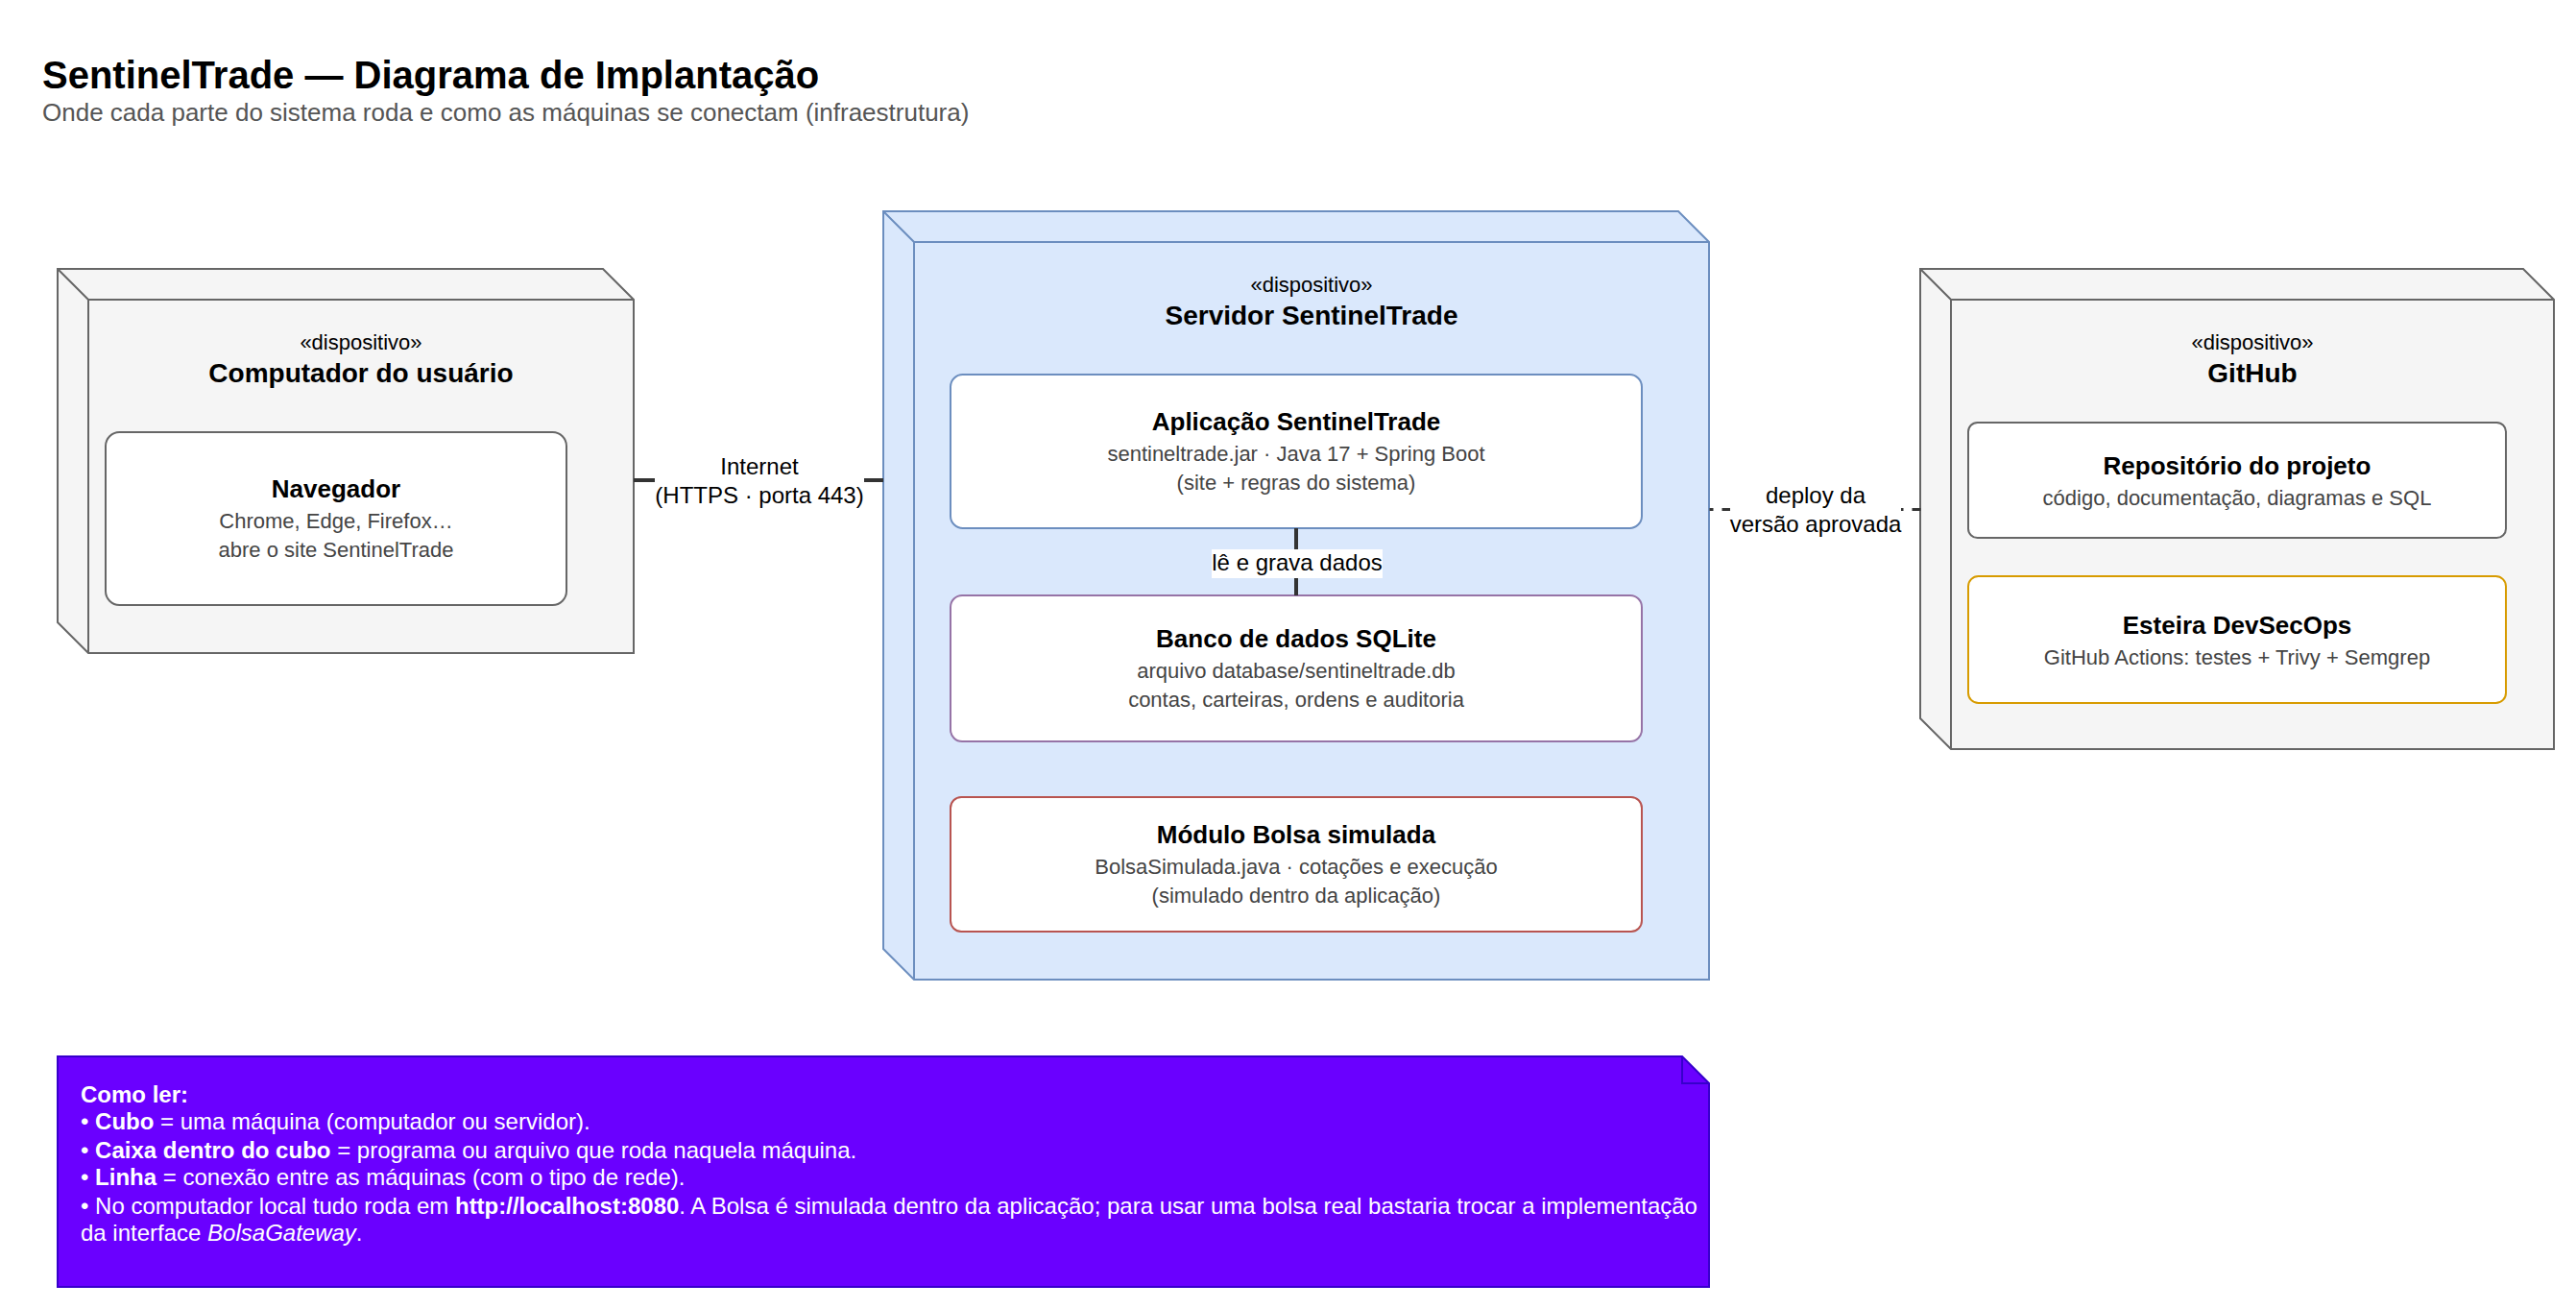 SentinelTrade — Diagrama de Implantação
Onde cada parte do sistema roda e como as máquinas se conectam (infraestrutura)
«dispositivo»
Computador do usuário
Navegador
Chrome, Edge, Firefox…
abre o site SentinelTrade
Internet
(HTTPS · porta 443)
«dispositivo»
Servidor SentinelTrade
Aplicação SentinelTrade
sentineltrade.jar · Java 17 + Spring Boot
(site + regras do sistema)
lê e grava dados
Banco de dados SQLite
arquivo database/sentineltrade.db
contas, carteiras, ordens e auditoria
Módulo Bolsa simulada
BolsaSimulada.java · cotações e execução
(simulado dentro da aplicação)
deploy da
versão aprovada
«dispositivo»
GitHub
Repositório do projeto
código, documentação, diagramas e SQL
Esteira DevSecOps
GitHub Actions: testes + Trivy + Semgrep
Como ler:
• Cubo = uma máquina (computador ou servidor).
• Caixa dentro do cubo = programa ou arquivo que roda naquela máquina.
• Linha = conexão entre as máquinas (com o tipo de rede).
• No computador local tudo roda em http://localhost:8080. A Bolsa é simulada dentro da aplicação; para usar uma bolsa real bastaria trocar a implementação
da interface BolsaGateway.